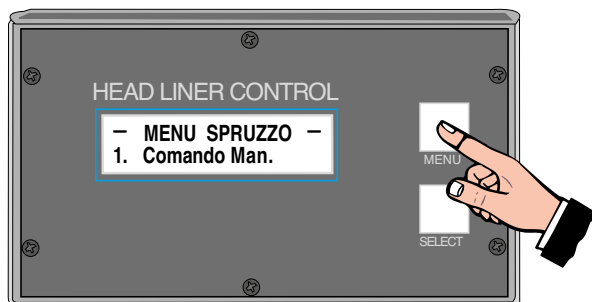 HEAD LINER CONTROL
– MENU SPRUZZO –
1. Comando Man.
MENU
SELECT